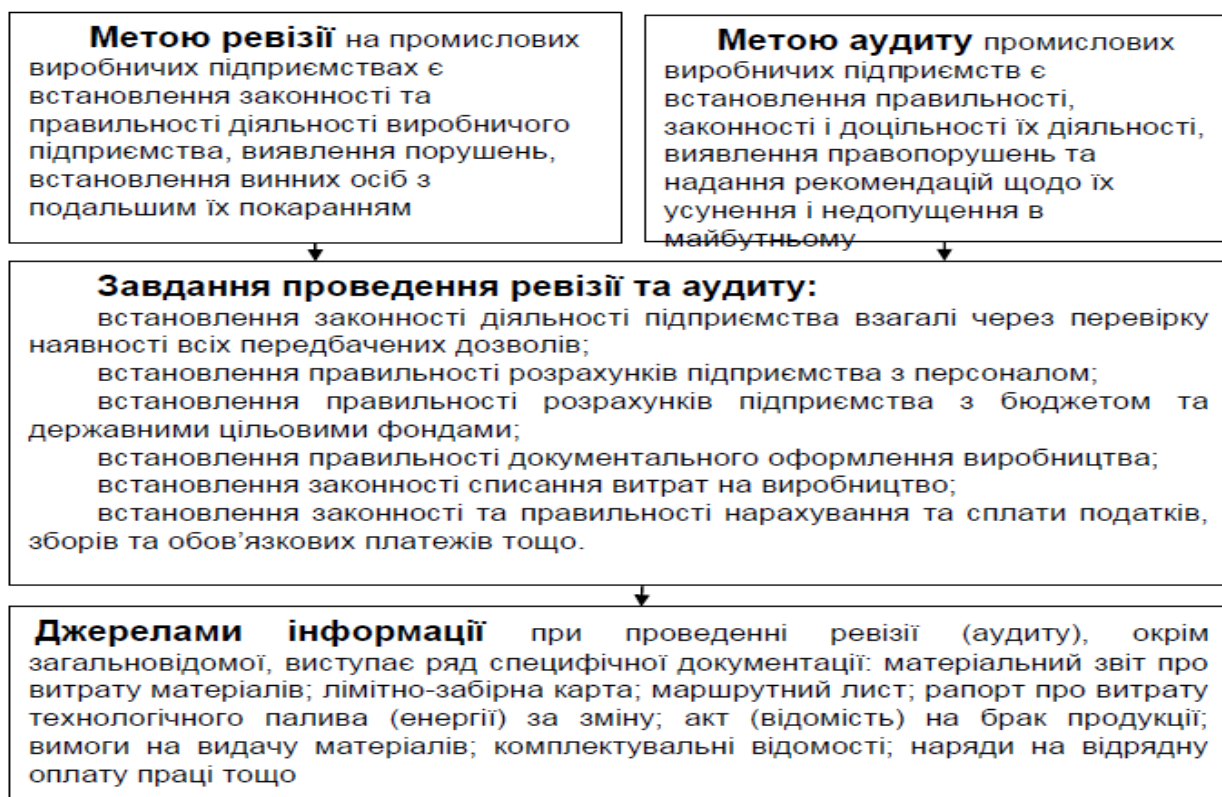 Метою ревізії на промислових
виробничих підприємствах є
встановлення законності та
правильності діяльності виробничого
підприємства, виявлення порушень,
встановлення винних осіб з
подальшим їх покаранням
Метою аудиту промислових
виробничих підприємств є
встановлення правильності,
законності і доцільності їх діяльності,
виявлення правопорушень та
надання рекомендацій щодо їх
усунення і недопущення в
майбутньому
Завдання проведення ревізії та аудиту:
встановлення законності діяльності підприємства взагалі через перевірку
наявності всіх передбачених дозволів;
встановлення правильності розрахунків підприємства з персоналом;
встановлення правильності розрахунків підприємства з бюджетом та
державними цільовими фондами;
встановлення правильності документального оформлення виробництва;
встановлення законності списання витрат на виробництво;
встановлення законності та правильності нарахування та сплати податків,
зборів та обов’язкових платежів тощо.
Джерелами інформації при проведенні ревізії (аудиту), окрім
загальновідомої, виступає ряд специфічної документації: матеріальний звіт про
витрату матеріалів; лімітно-забірна карта; маршрутний лист; рапорт про витрату
технологічного палива (енергії) за зміну; акт (відомість) на брак продукції;
вимоги на видачу матеріалів; комплектувальні відомості; наряди на відрядну
оплату праці тощо